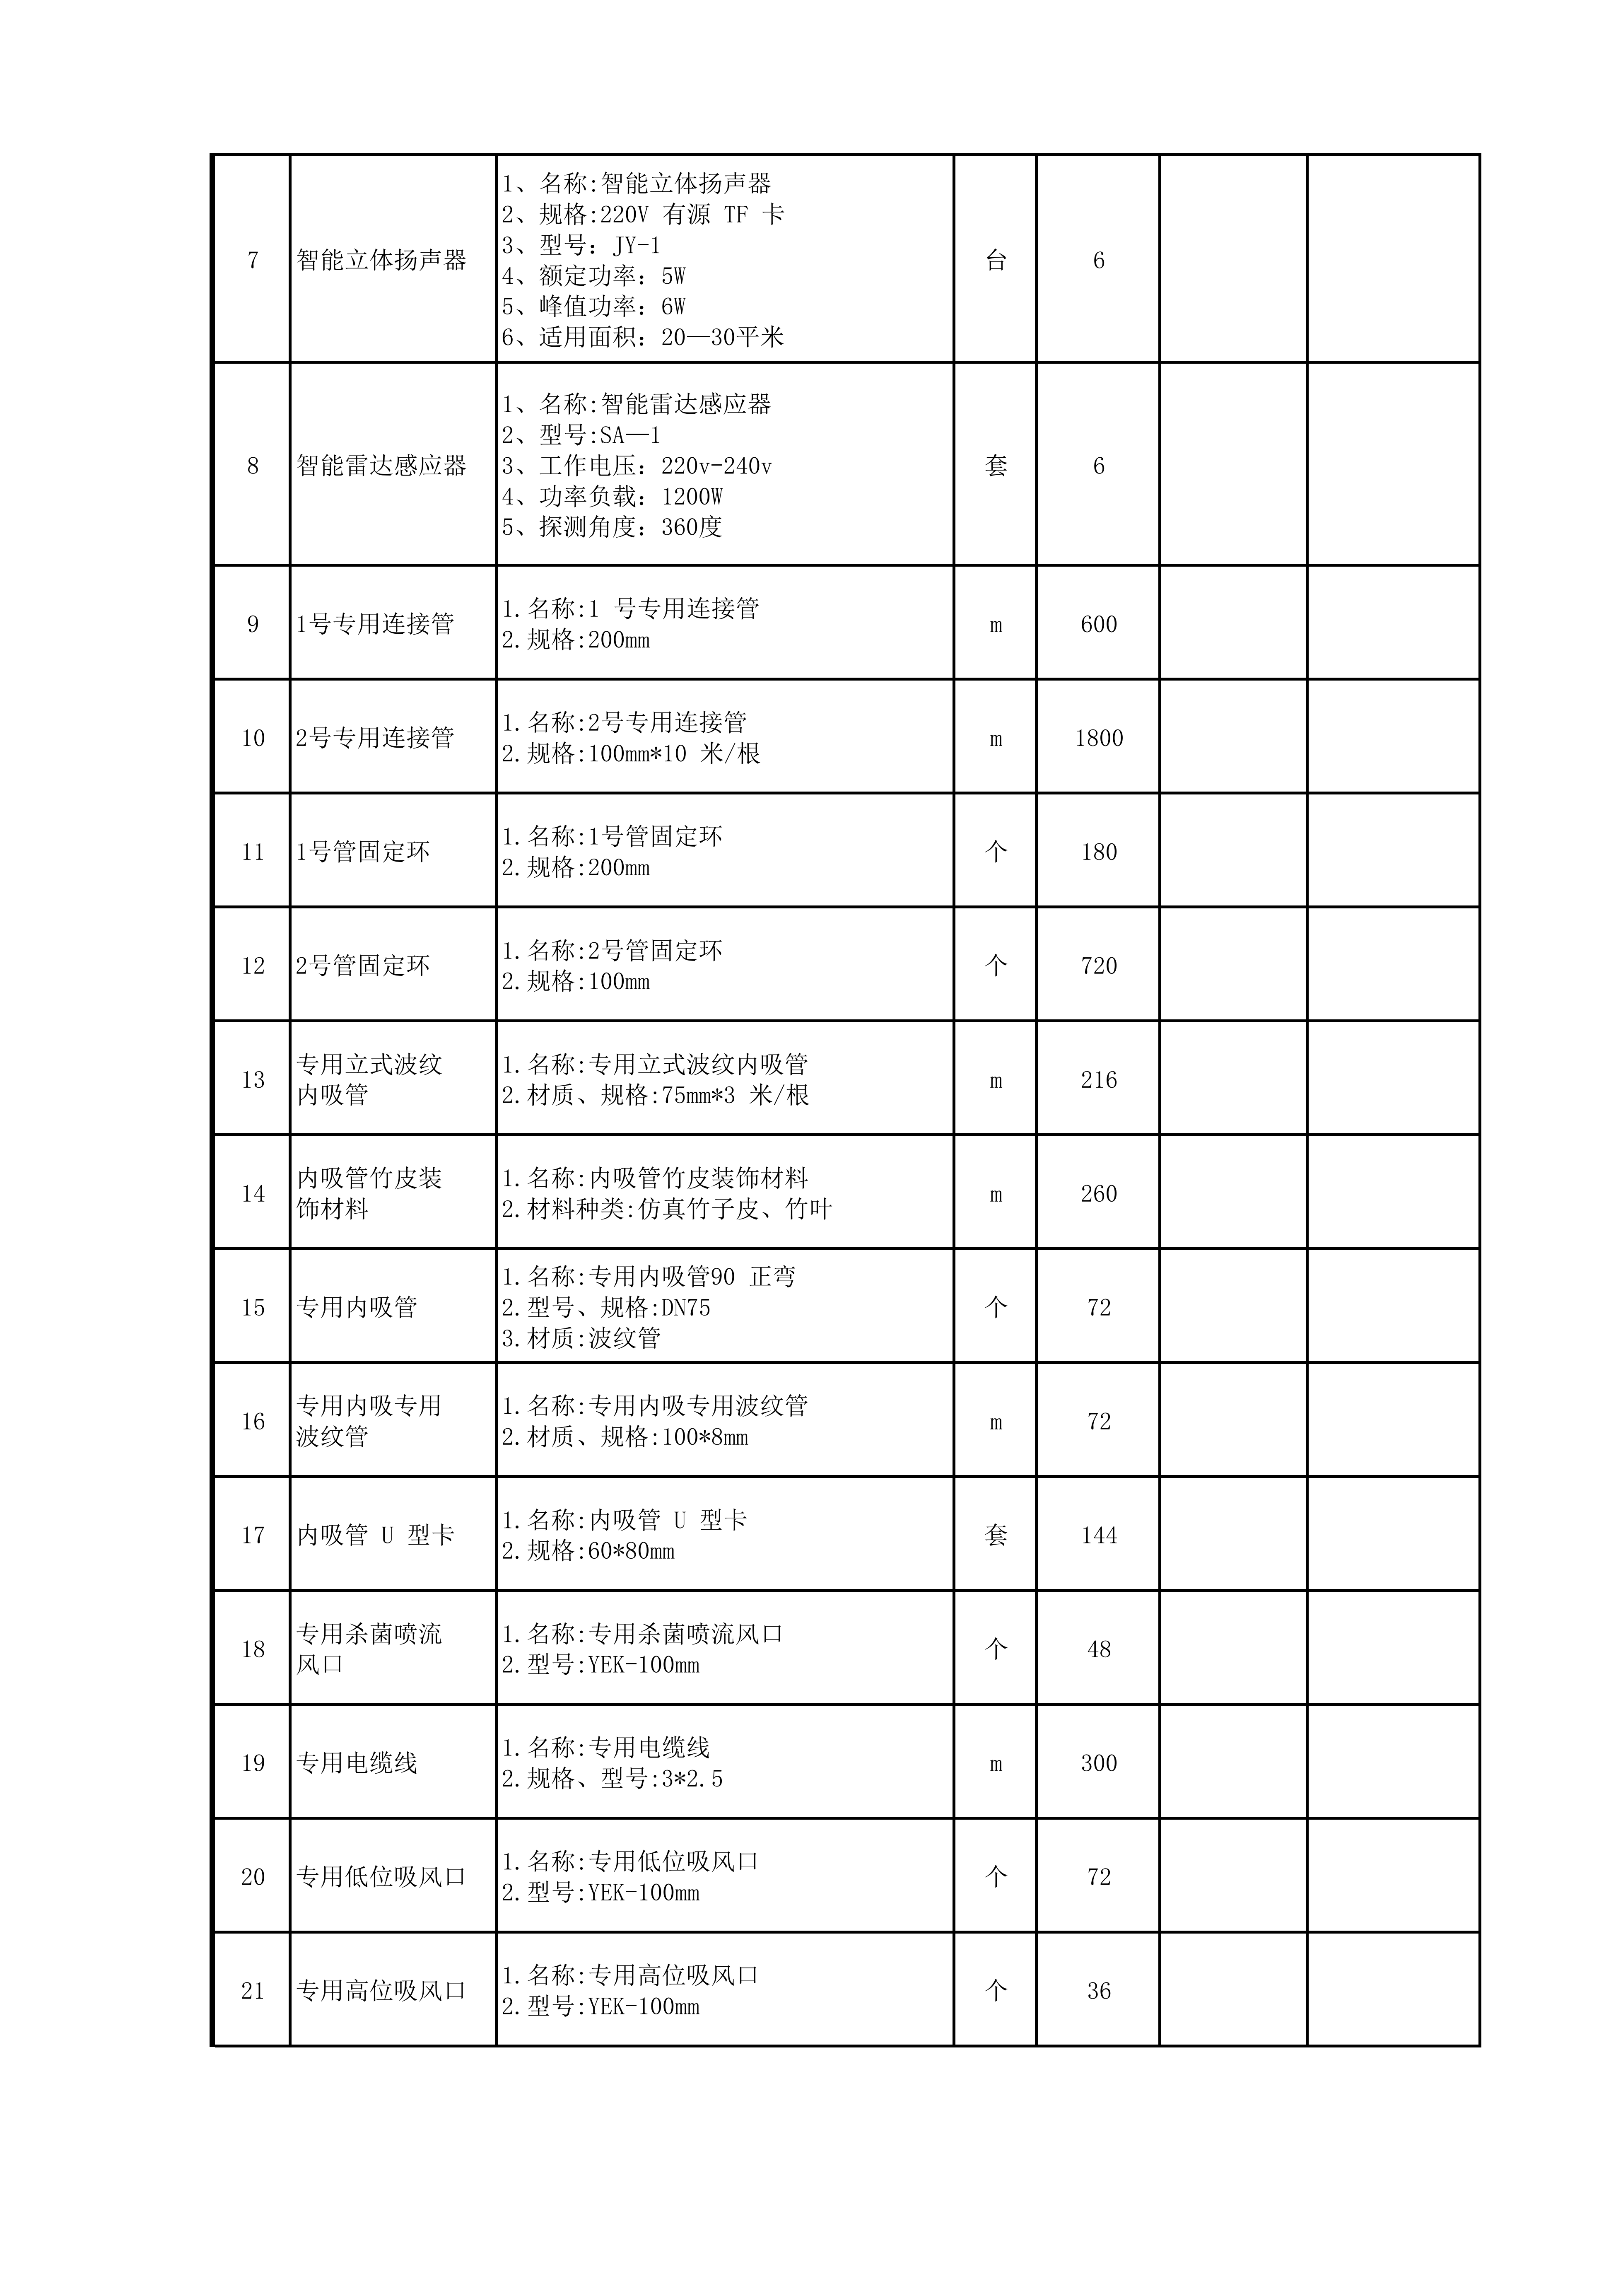 7
智能立体扬声器
1、名称:智能立体扬声器
2、规格:220V 有源 TF 卡
3、型号：JY-1
4、额定功率：5W
5、峰值功率：6W
6、适用面积：20—30平米
台
6
8
智能雷达感应器
1、名称:智能雷达感应器
2、型号:SA—1
3、工作电压：220v-240v
4、功率负载：1200W
5、探测角度：360度
套
6
9
1号专用连接管
1.名称:1 号专用连接管
2.规格:200mm
m
600
10
2号专用连接管
1.名称:2号专用连接管
2.规格:100mm*10 米/根
m
1800
11
1号管固定环
1.名称:1号管固定环
2.规格:200mm
个
180
12
2号管固定环
1.名称:2号管固定环
2.规格:100mm
个
720
13
专用立式波纹
内吸管
1.名称:专用立式波纹内吸管
2.材质、规格:75mm*3 米/根
m
216
14
内吸管竹皮装
饰材料
1.名称:内吸管竹皮装饰材料
2.材料种类:仿真竹子皮、竹叶
m
260
15
专用内吸管
1.名称:专用内吸管90 正弯
2.型号、规格:DN75
3.材质:波纹管
个
72
16
专用内吸专用
波纹管
1.名称:专用内吸专用波纹管
2.材质、规格:100*8mm
m
72
17
内吸管 U 型卡
1.名称:内吸管 U 型卡
2.规格:60*80mm
套
144
18
专用杀菌喷流
风口
1.名称:专用杀菌喷流风口
2.型号:YEK-100mm
个
48
19
专用电缆线
1.名称:专用电缆线
2.规格、型号:3*2.5
m
300
20
专用低位吸风口
1.名称:专用低位吸风口
2.型号:YEK-100mm
个
72
21
专用高位吸风口
1.名称:专用高位吸风口
2.型号:YEK-100mm
个
36